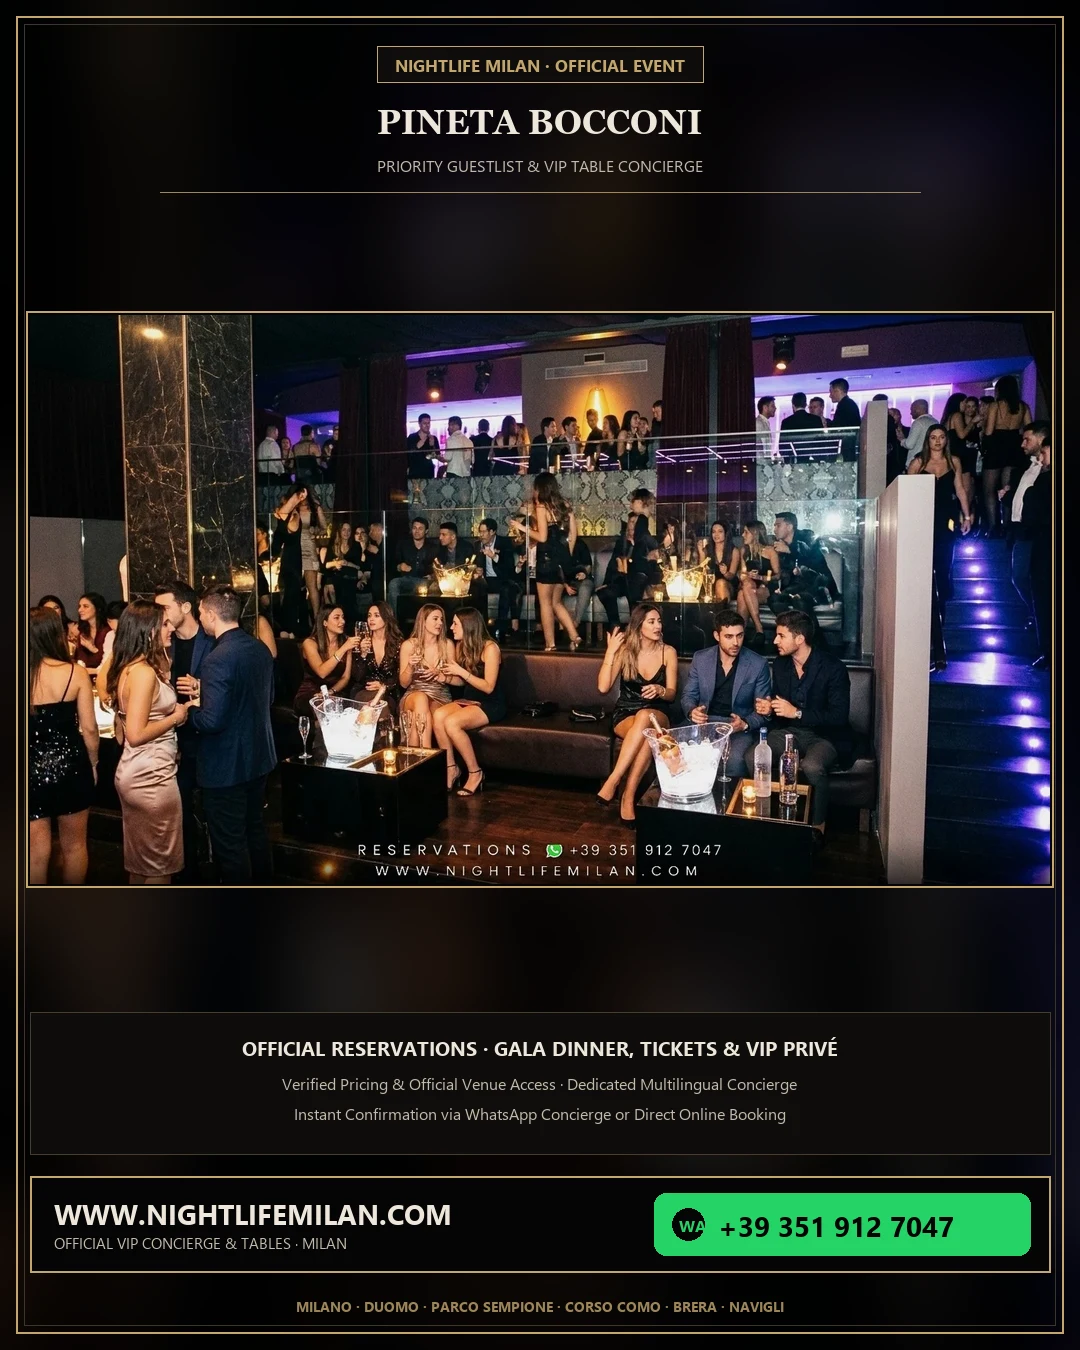 NIGHTLIFE MILAN · OFFICIAL EVENT
PINETA BOCCONI
PRIORITY GUESTLIST & VIP TABLE CONCIERGE
RESERVATIONS +39 351 912 7047
WWW.NIGHTLIFEMILAN.COM
OFFICIAL RESERVATIONS · GALA DINNER, TICKETS & VIP PRIVÉ
Verified Pricing & Official Venue Access · Dedicated Multilingual Concierge
Instant Confirmation via WhatsApp Concierge or Direct Online Booking
WWW.NIGHTLIFEMILAN.COM
OFFICIAL VIP CONCIERGE & TABLES · MILAN
WA +39 351 912 7047
MILANO · DUOMO · PARCO SEMPIONE · CORSO COMO · BRERA · NAVIGLI